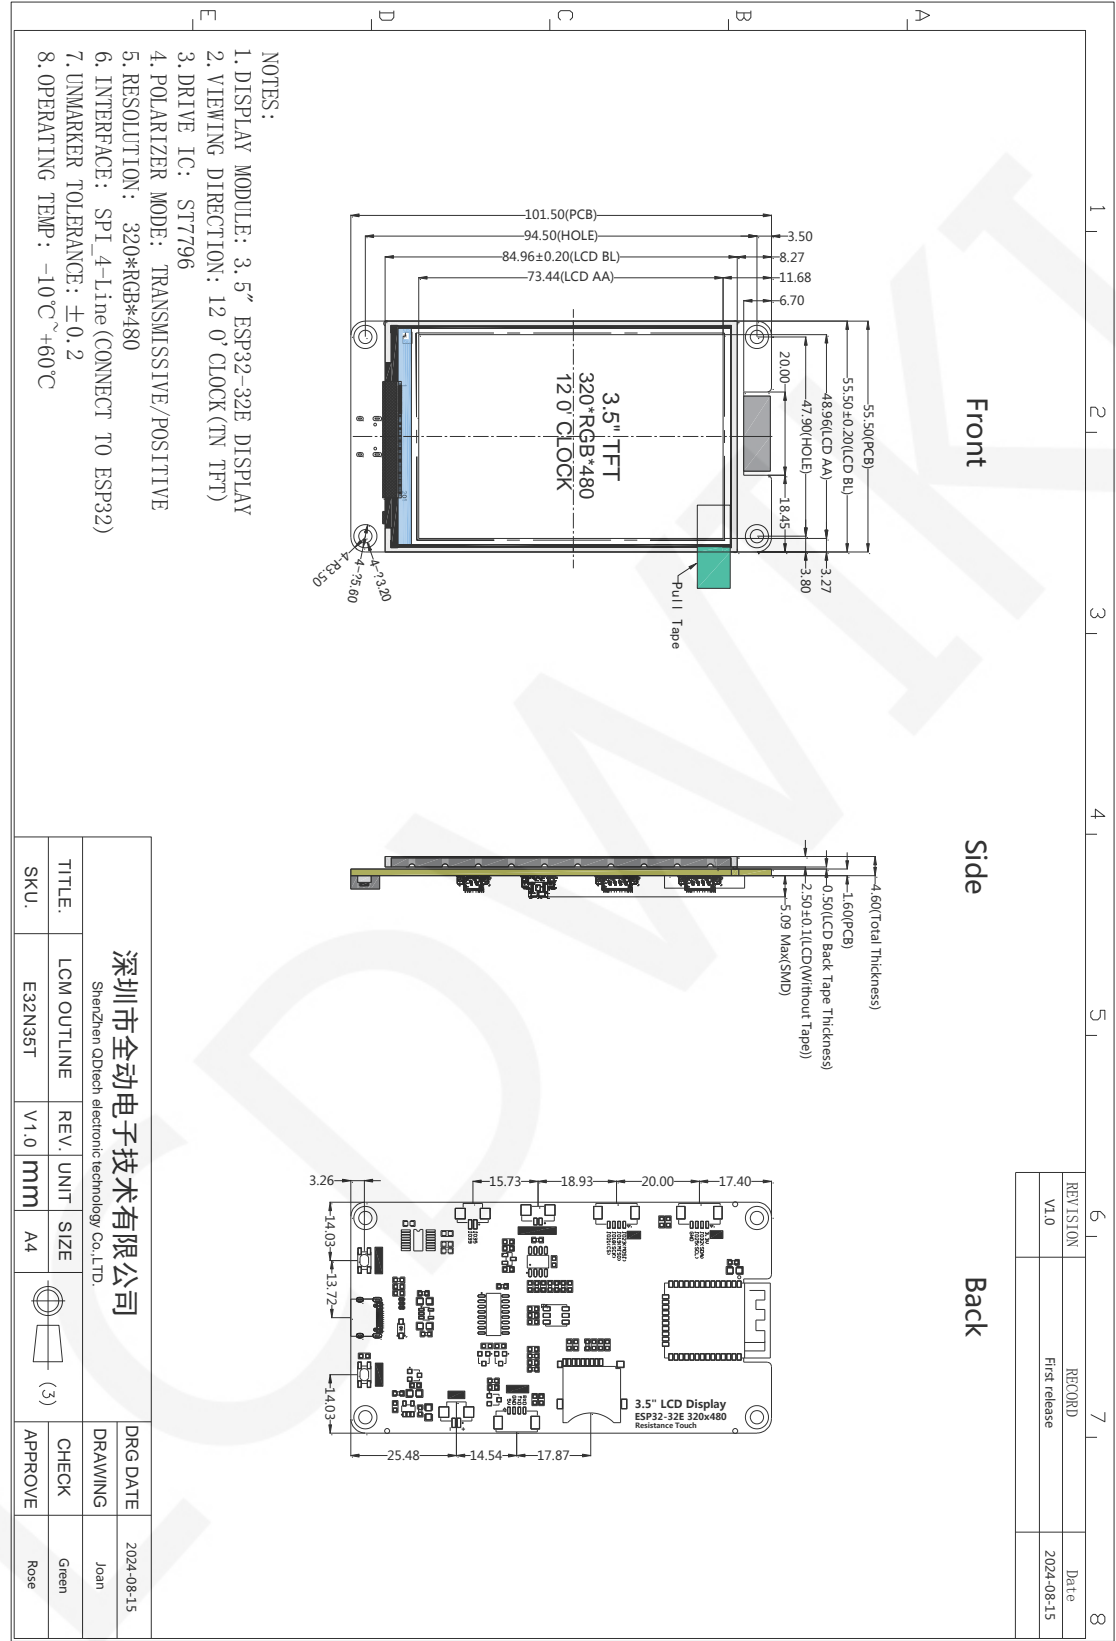 1
2
3
4
5
6
7
8
A
B
C
D
E
REVISION
RECORD
Date
V1.0
First release
2024-08-15
Front
Side
Back
101.50(PCB)
94.50(HOLE)
3.50
84.96±0.20(LCD BL)
8.27
73.44(LCD AA)
11.68
6.70
55.50(PCB)
55.50±0.20(LCD BL)
48.96(LCD AA)
47.90(HOLE)
20.00
18.45
3.27
3.80
3.5" TFT
320*RGB*480
12 0'CLOCK
Pull Tape
4-?3.20
4-?5.60
4-R3.50
4.60(Total Thickness)
1.60(PCB)
0.50(LCD Back Tape Thickness)
2.50±0.1(LCD(Without Tape))
5.09 Max(SMD)
3.26
15.73
18.93
20.00
17.40
14.03
13.72
14.03
25.48
14.54
17.87
3.5" LCD Display
ESP32-32E 320x480
Resistance Touch
NOTES:
1.DISPLAY MODULE: 3.5″ ESP32-32E DISPLAY
2.VIEWING DIRECTION: 12 O'CLOCK(TN TFT)
3.DRIVE IC: ST7796
4.POLARIZER MODE: TRANSMISSIVE/POSITIVE
5.RESOLUTION: 320*RGB*480
6.INTERFACE: SPI_4-Line(CONNECT TO ESP32)
7.UNMARKER TOLERANCE: ±0.2
8.OPERATING TEMP: -10℃~+60℃
深圳市全动电子技术有限公司
ShenZhen QDtech electronic technology Co.,LTD.
DRG DATE
2024-08-15
DRAWING
Joan
TITLE.
LCM OUTLINE
REV.
UNIT
SIZE
(3)
CHECK
Green
SKU.
E32N35T
V1.0
mm
A4
APPROVE
Rose
LCDWIKI